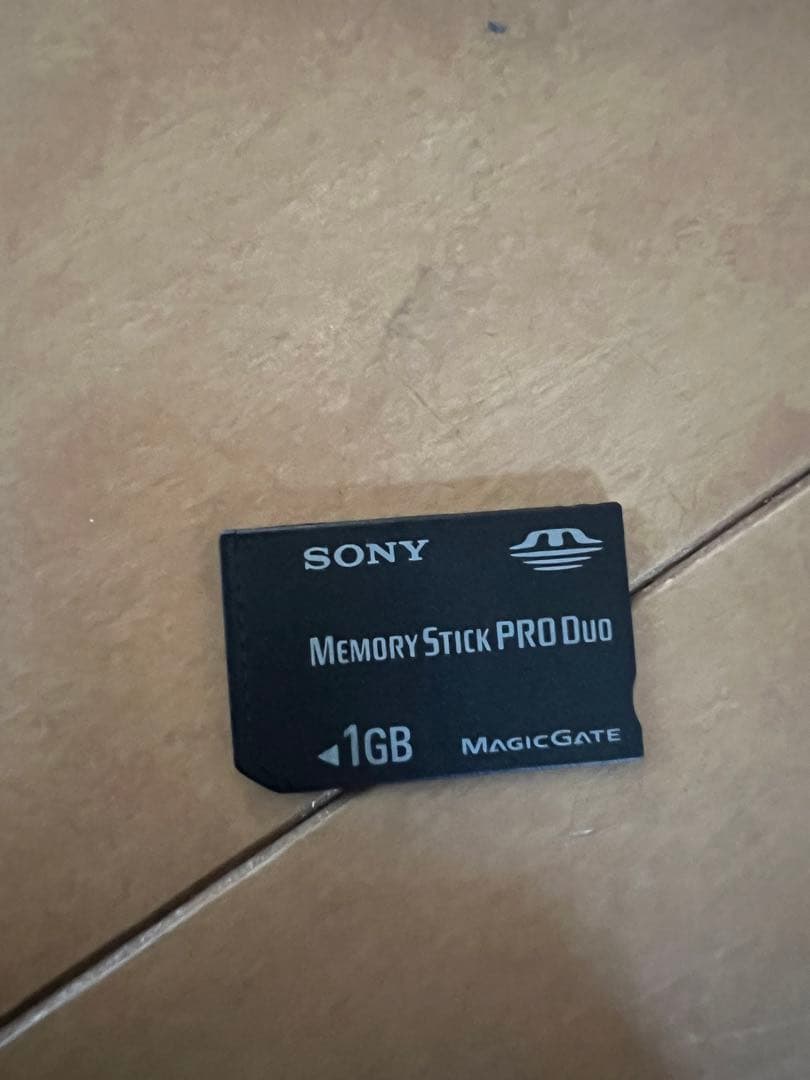 SONY
MEMORY STICK PRO DUO
◀1GB MAGICGATE